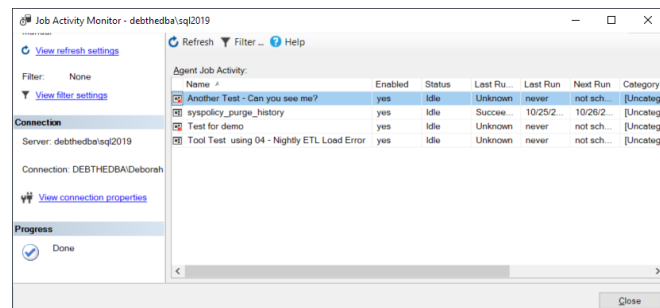 Job Activity Monitor - debthedba\sql2019
View refresh settings
Filter: None
View filter settings
Connection
Server: debthedba\sql2019
Connection: DEBTHEDBA\Deborah
View connection properties
Progress
Done
Refresh Filter ... Help
Agent Job Activity:
Name Enabled Status Last Ru... Last Run Next Run Category
Another Test - Can you see me? yes Idle Unknown never not sch... [Uncateg
syspolicy_purge_history yes Idle Succee... 10/25/2... 10/26/2... [Uncateg
Test for demo yes Idle Unknown never not sch... [Uncateg
Tool Test using 04 - Nightly ETL Load Error yes Idle Unknown never not sch... [Uncateg
Close